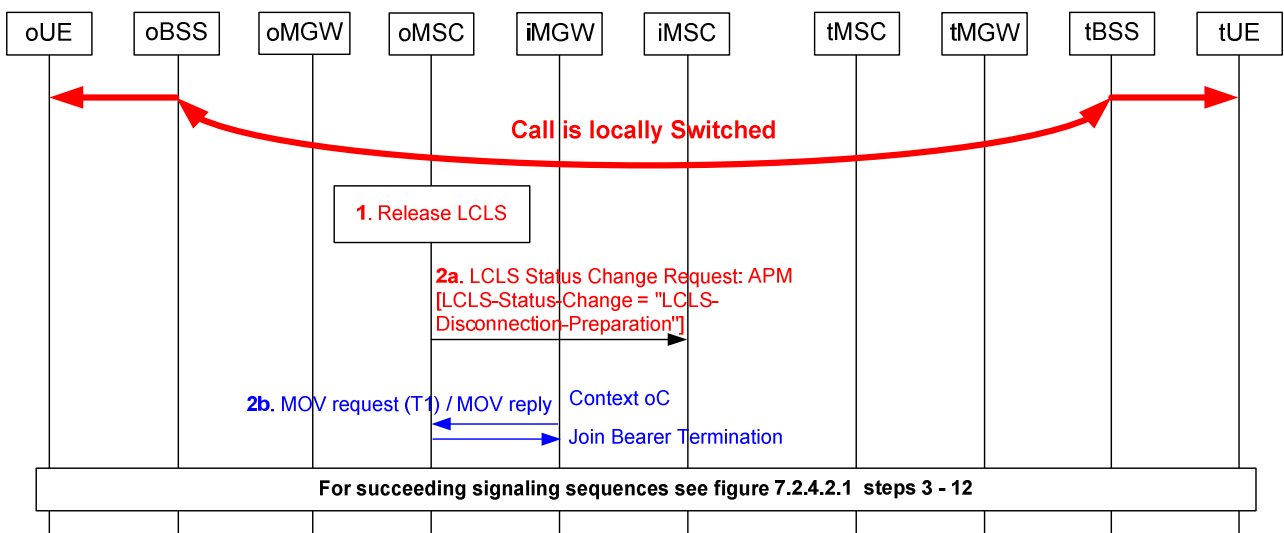 oUE oBSS oMGW oMSC iMGW iMSC tMSC tMGW tBSS tUE
Call is locally Switched
1. Release LCLS
2a. LCLS Status Change Request: APM
[LCLS-Status-Change = "LCLS-
Disconnection-Preparation"]
2b. MOV request (T1) / MOV reply
Context oC
Join Bearer Termination
For succeeding signaling sequences see figure 7.2.4.2.1 steps 3 - 12